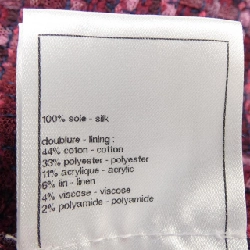 100% soie - silk
doublure - lining :
44% coton - cotton
33% polyester - polyester
11% acrylique - acrylic
6% lin - linen
4% viscose - viscose
2% polyamide - polyamide